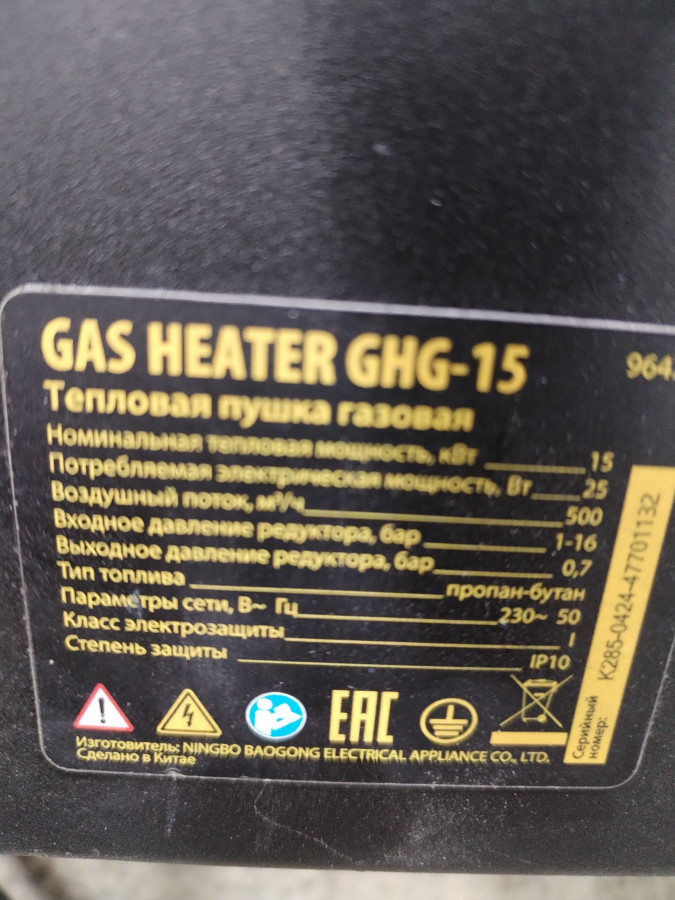 GAS HEATER GHG-15
964
Тепловая пушка газовая
Номинальная тепловая мощность, кВт 15
Потребляемая электрическая мощность, Вт 25
Воздушный поток, м³/ч 500
Входное давление редуктора, бар 1-16
Выходное давление редуктора, бар 0,7
Тип топлива пропан-бутан
Параметры сети, В~ Гц 230~ 50
Класс электрозащиты I
Степень защиты IP10
Серийный
номер: K285-0424-47701132
EAC
Изготовитель: NINGBO BAOGONG ELECTRICAL APPLIANCE CO., LTD.
Сделано в Китае